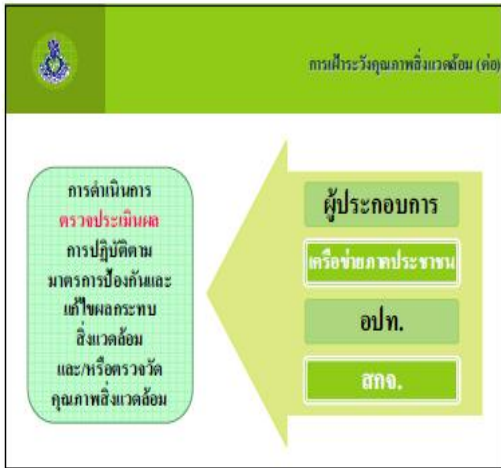 การเฝ้าระวังคุณภาพสิ่งแวดล้อม (ต่อ)
การดำเนินการ
ตรวจประเมินผล
การปฏิบัติตาม
มาตรการป้องกันและ
แก้ไขผลกระทบ
สิ่งแวดล้อม
และ/หรือตรวจวัด
คุณภาพสิ่งแวดล้อม
ผู้ประกอบการ
เครือข่ายภาคประชาชน
อปท.
สกจ.